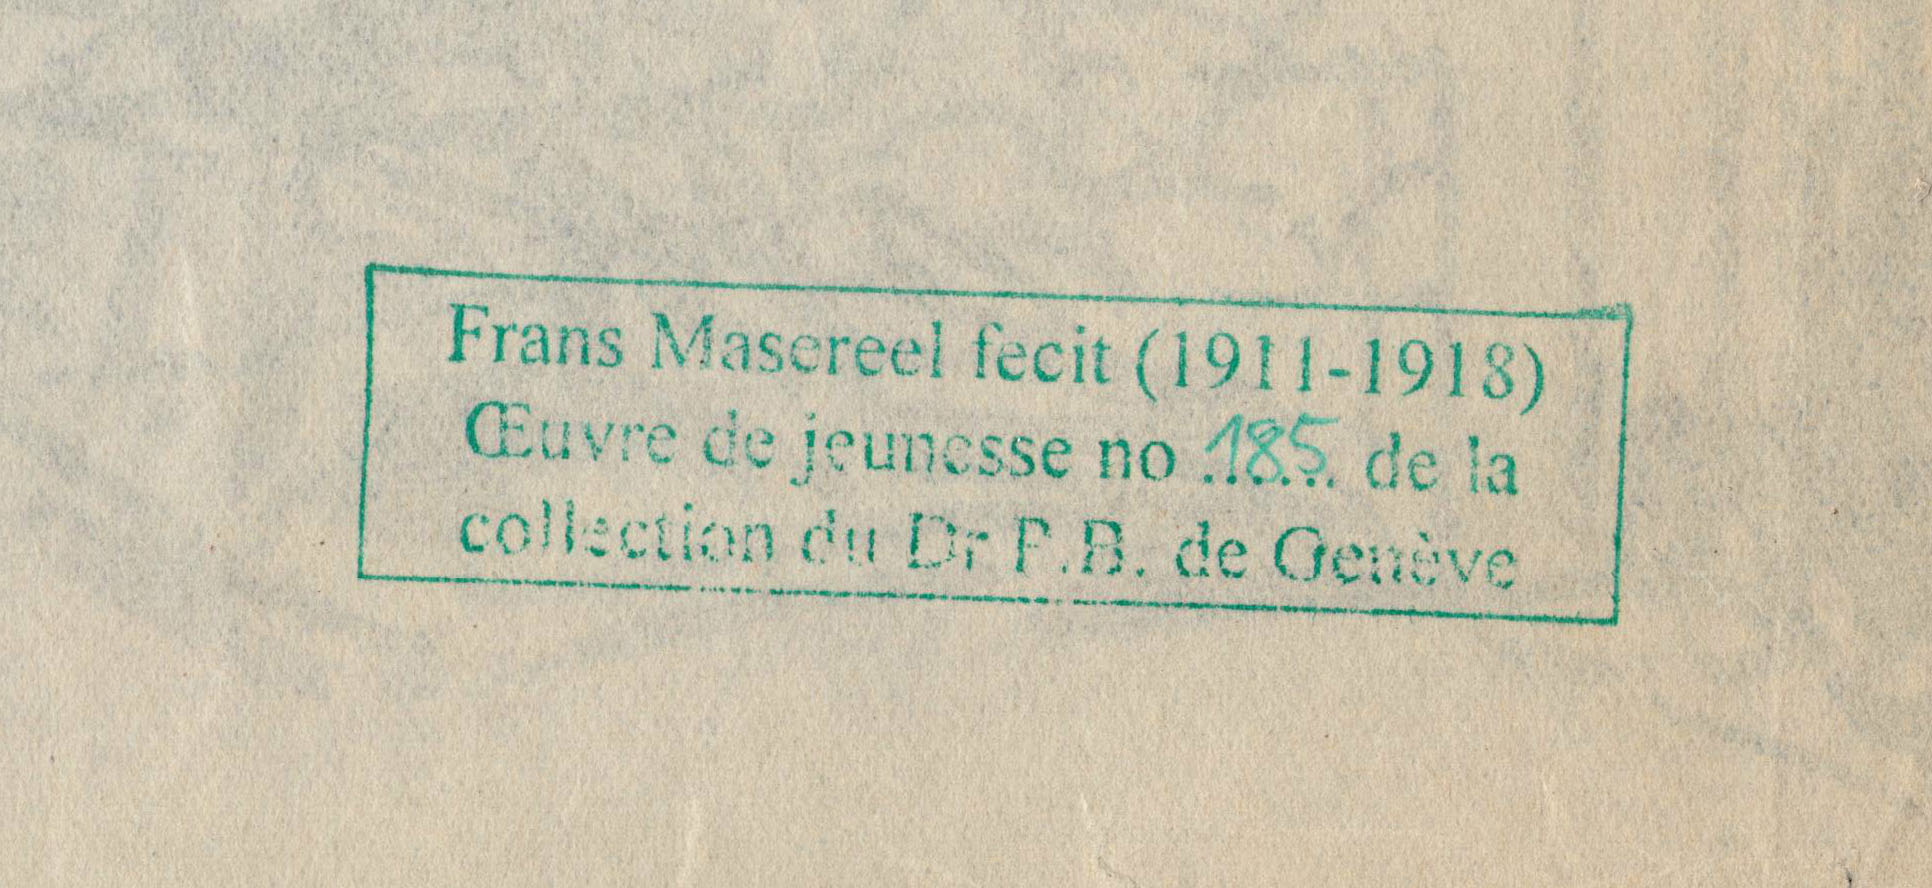 Frans Masereel fecit (1911-1918)
Œuvre de jeunesse no .185. de la
collection du Dr P.B. de Genève